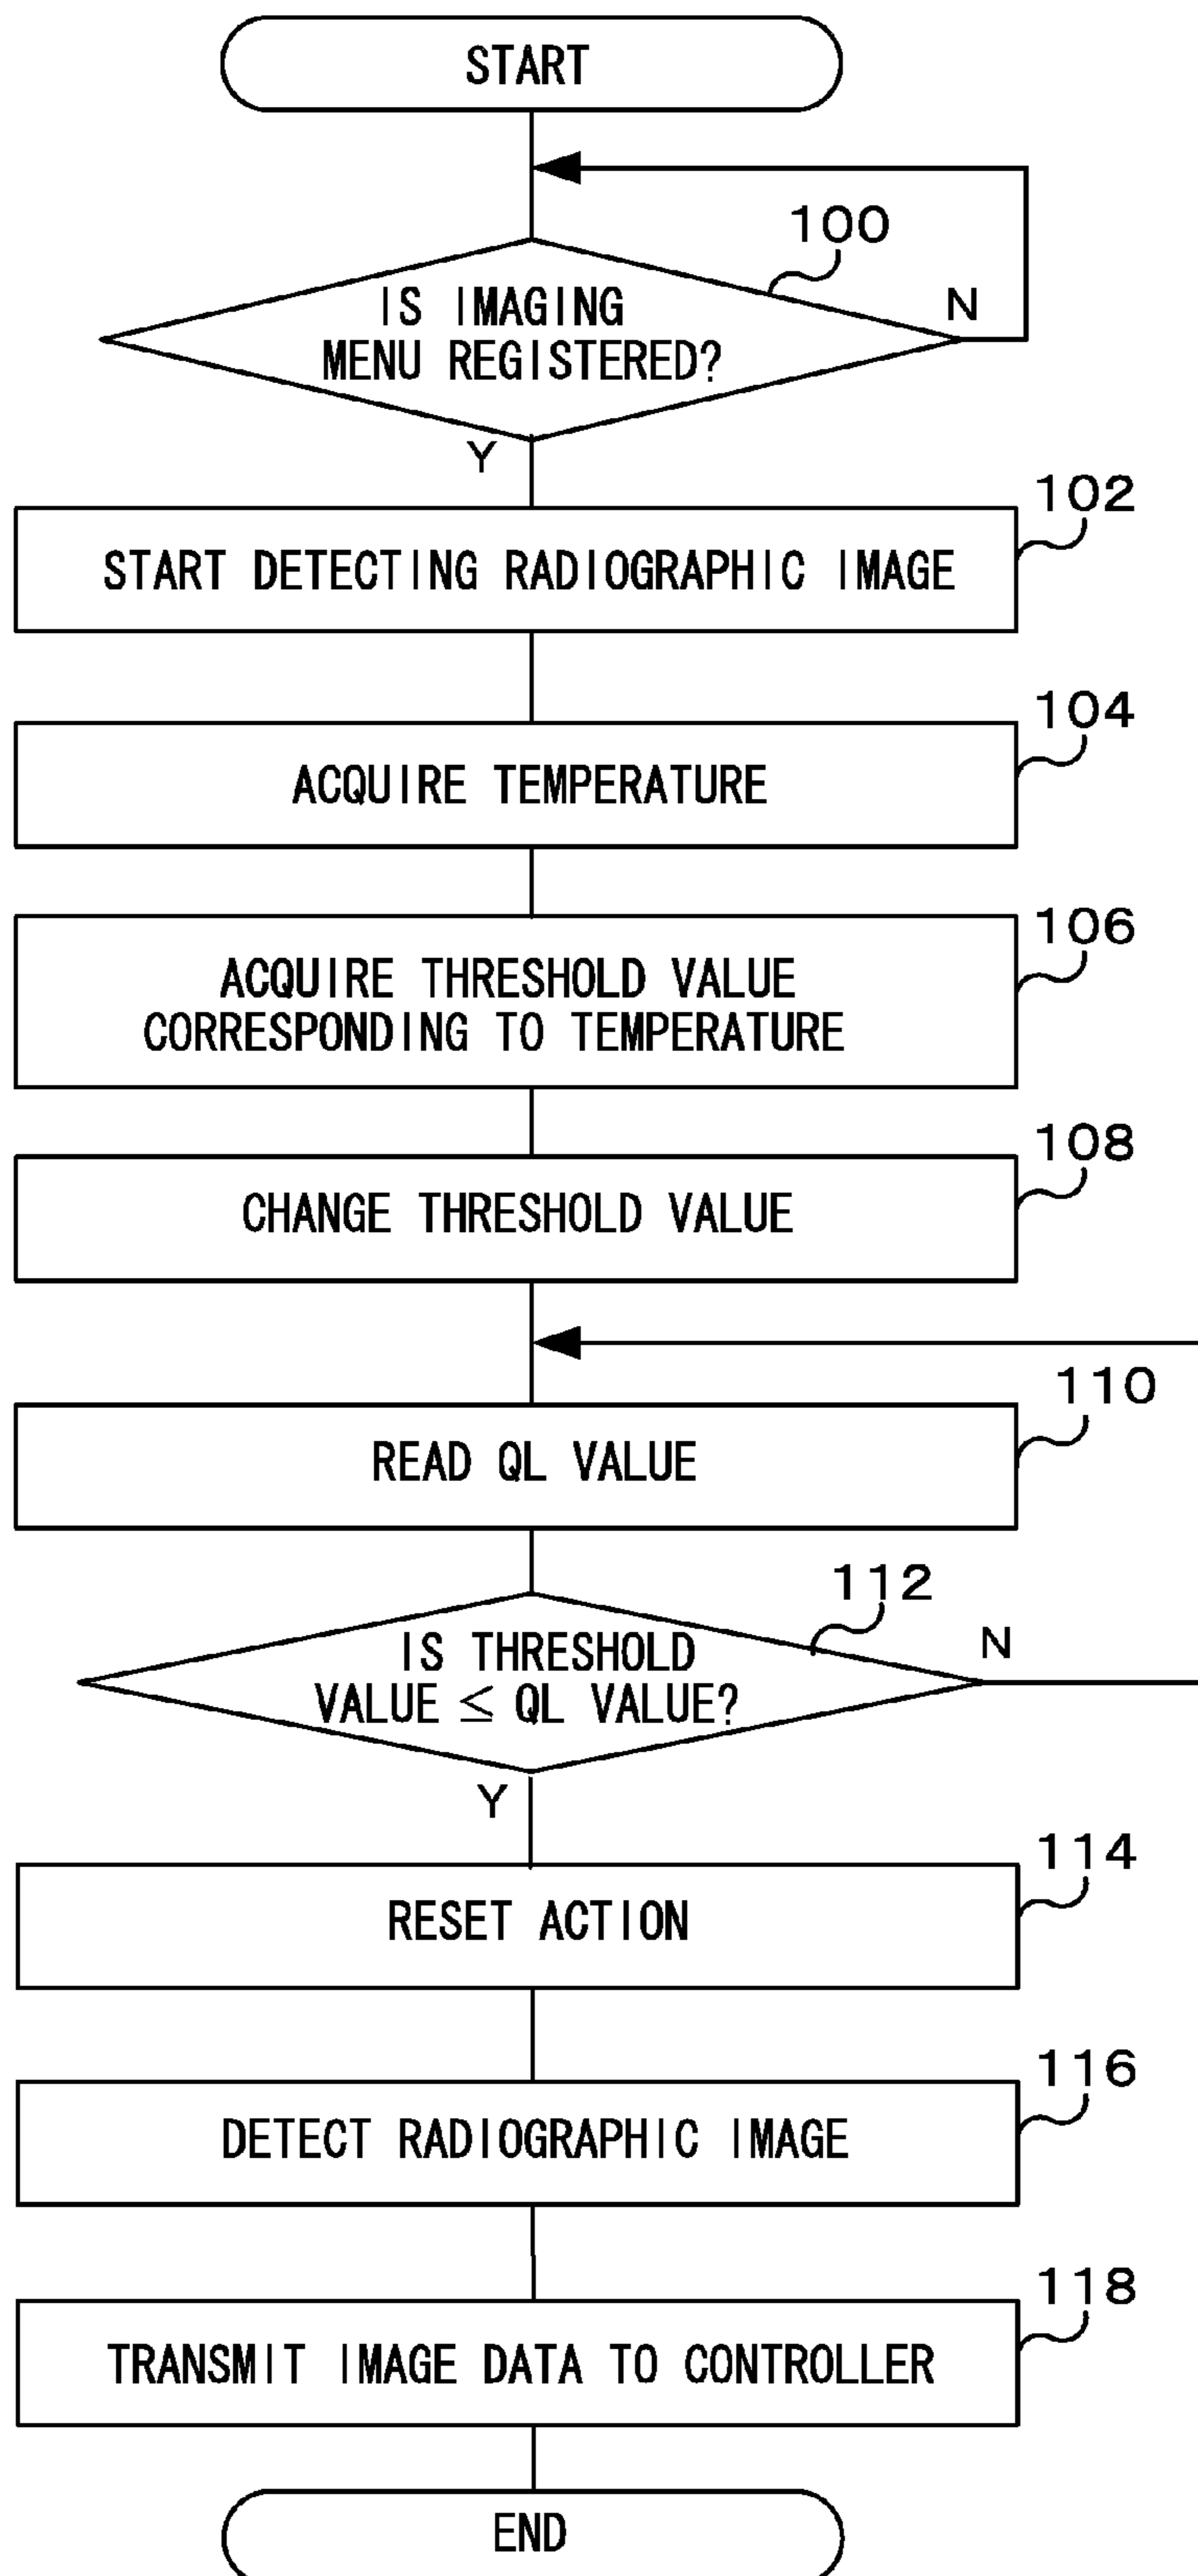 START
100
IS IMAGING
MENU REGISTERED?
N
Y
102
START DETECTING RADIOGRAPHIC IMAGE
104
ACQUIRE TEMPERATURE
106
ACQUIRE THRESHOLD VALUE
CORRESPONDING TO TEMPERATURE
108
CHANGE THRESHOLD VALUE
110
READ QL VALUE
112
IS THRESHOLD
VALUE ≤ QL VALUE?
N
Y
114
RESET ACTION
116
DETECT RADIOGRAPHIC IMAGE
118
TRANSMIT IMAGE DATA TO CONTROLLER
END